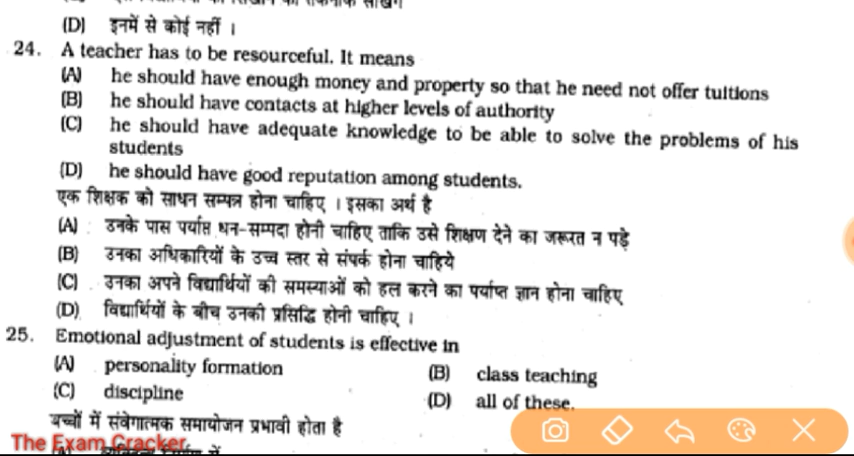 (D) इनमें से कोई नहीं ।
24. A teacher has to be resourceful. It means
(A) he should have enough money and property so that he need not offer tuitions
(B) he should have contacts at higher levels of authority
(C) he should have adequate knowledge to be able to solve the problems of his
students
(D) he should have good reputation among students.
एक शिक्षक को साधन सम्पन्न होना चाहिए । इसका अर्थ है
(A) उनके पास पर्याप्त धन-सम्पदा होनी चाहिए ताकि उसे शिक्षण देने का जरूरत न पड़े
(B) उनका अधिकारियों के उच्च स्तर से संपर्क होना चाहिये
(C) उनका अपने विद्यार्थियों की समस्याओं को हल करने का पर्याप्त ज्ञान होना चाहिए
(D) विद्यार्थियों के बीच उनकी प्रसिद्धि होनी चाहिए ।
25. Emotional adjustment of students is effective in
(A) personality formation (B) class teaching
(C) discipline (D) all of these.
बच्चों में संवेगात्मक समायोजन प्रभावी होता है
The Exam Cracker